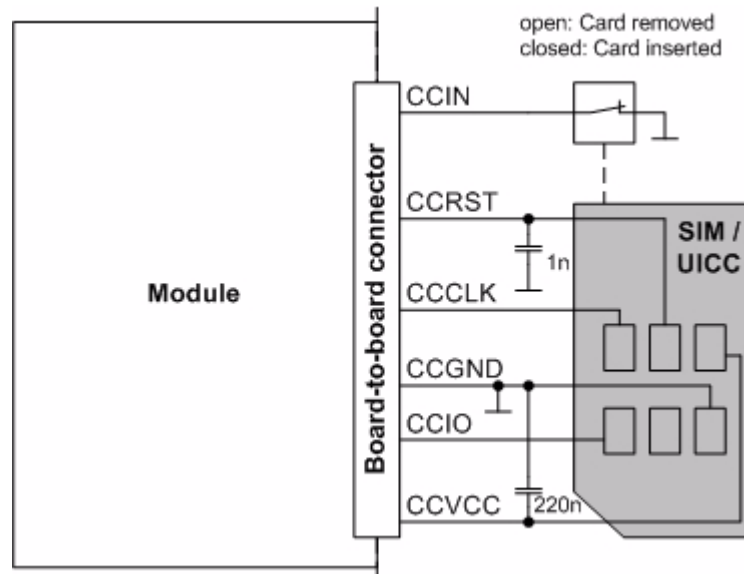 open: Card removed
closed: Card inserted
CCIN
CCRST
SIM /
UICC
1n
Module
Board-to-board connector
CCCLK
CCGND
CCIO
CCVCC
220n